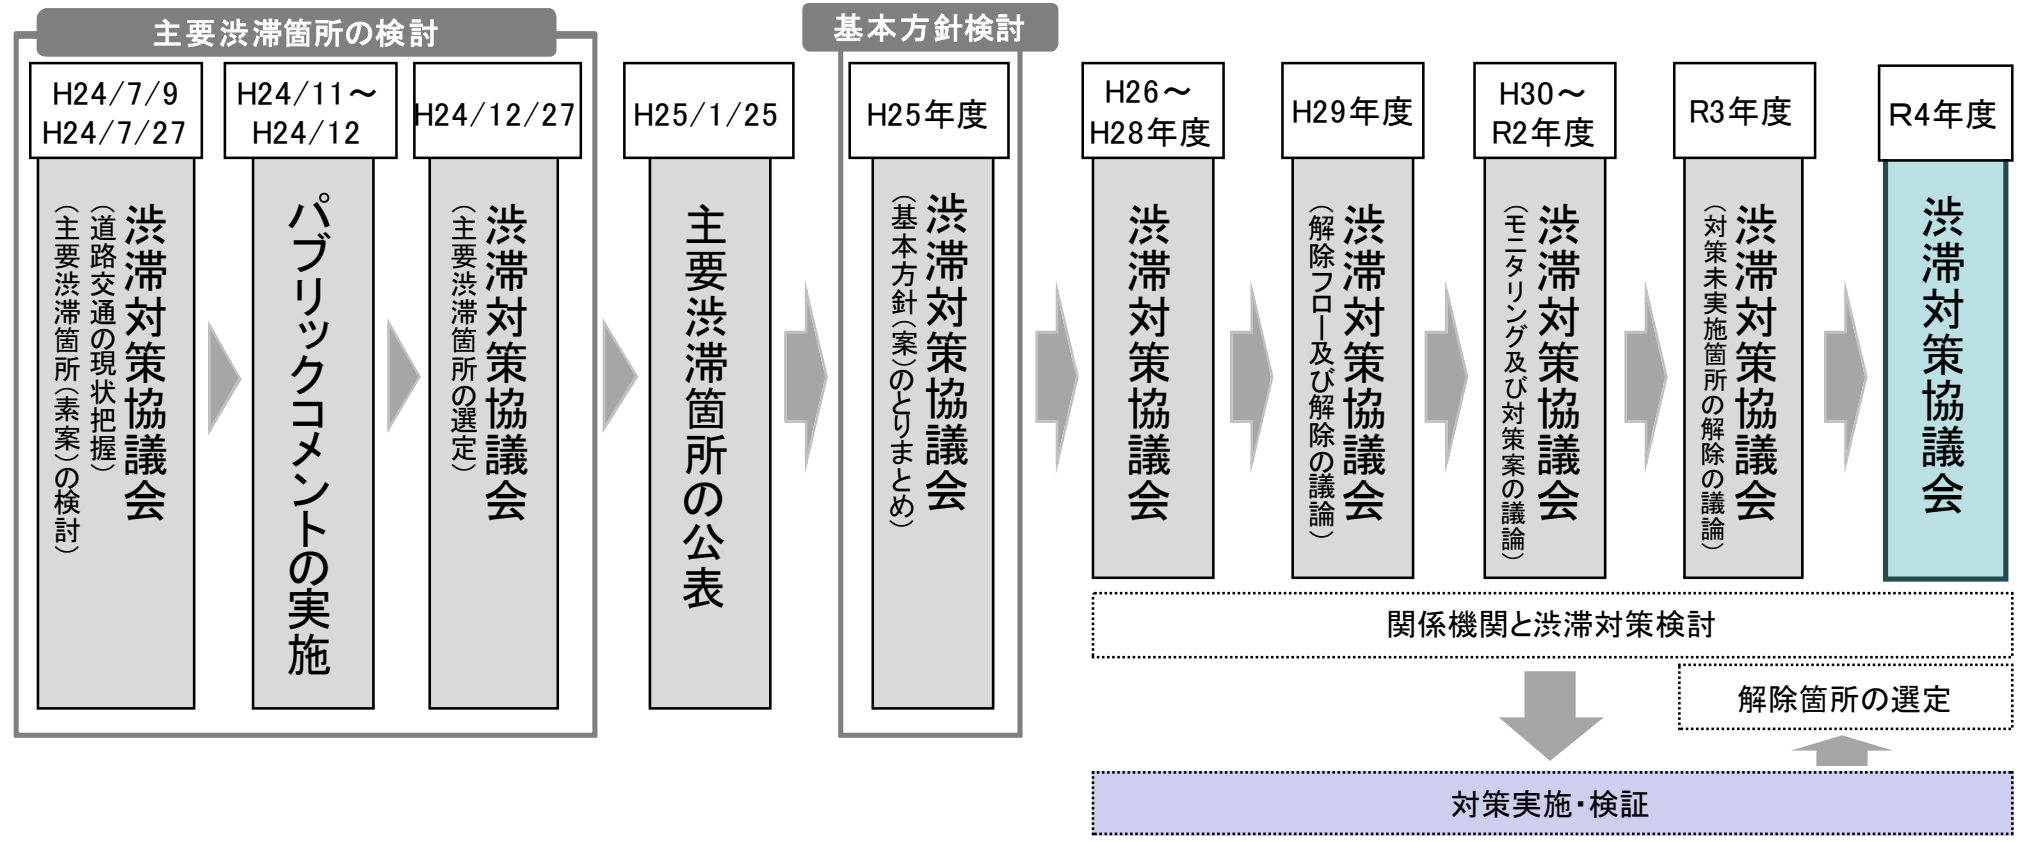 主要渋滞箇所の検討
H24/7/9
H24/7/27
渋滞対策協議会
（道路交通の現状把握）
（主要渋滞箇所（素案）の検討）
H24/11～
H24/12
パブリックコメントの実施
H24/12/27
渋滞対策協議会
（主要渋滞箇所の選定）
H25/1/25
主要渋滞箇所の公表
基本方針検討
H25年度
渋滞対策協議会
（基本方針（案）のとりまとめ）
H26～
H28年度
渋滞対策協議会
H29年度
渋滞対策協議会
（解除フロー及び解除の議論）
H30～
R2年度
渋滞対策協議会
（モニタリング及び対策案の議論）
R3年度
渋滞対策協議会
（対策未実施箇所の解除の議論）
R4年度
渋滞対策協議会
関係機関と渋滞対策検討
解除箇所の選定
対策実施・検証